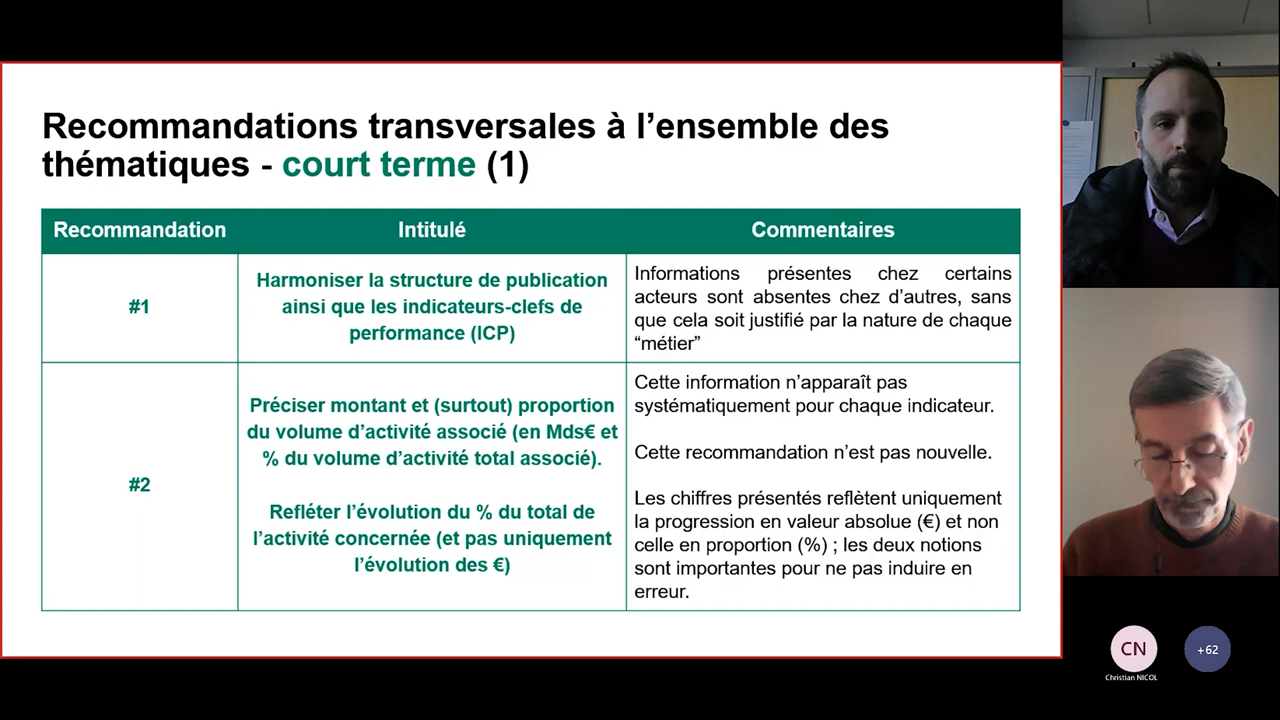 Recommandations transversales à l’ensemble des
thématiques - court terme (1)
Recommandation
Intitulé
Commentaires
#1
Harmoniser la structure de publication
ainsi que les indicateurs-clefs de
performance (ICP)
Informations présentes chez certains
acteurs sont absentes chez d’autres, sans
que cela soit justifié par la nature de chaque
“métier”
#2
Préciser montant et (surtout) proportion
du volume d’activité associé (en Mds€ et
% du volume d’activité total associé).
Refléter l’évolution du % du total de
l’activité concernée (et pas uniquement
l’évolution des €)
Cette information n’apparaît pas
systématiquement pour chaque indicateur.
Cette recommandation n’est pas nouvelle.
Les chiffres présentés reflètent uniquement
la progression en valeur absolue (€) et non
celle en proportion (%) ; les deux notions
sont importantes pour ne pas induire en
erreur.
CN
+62
Christian NICOL